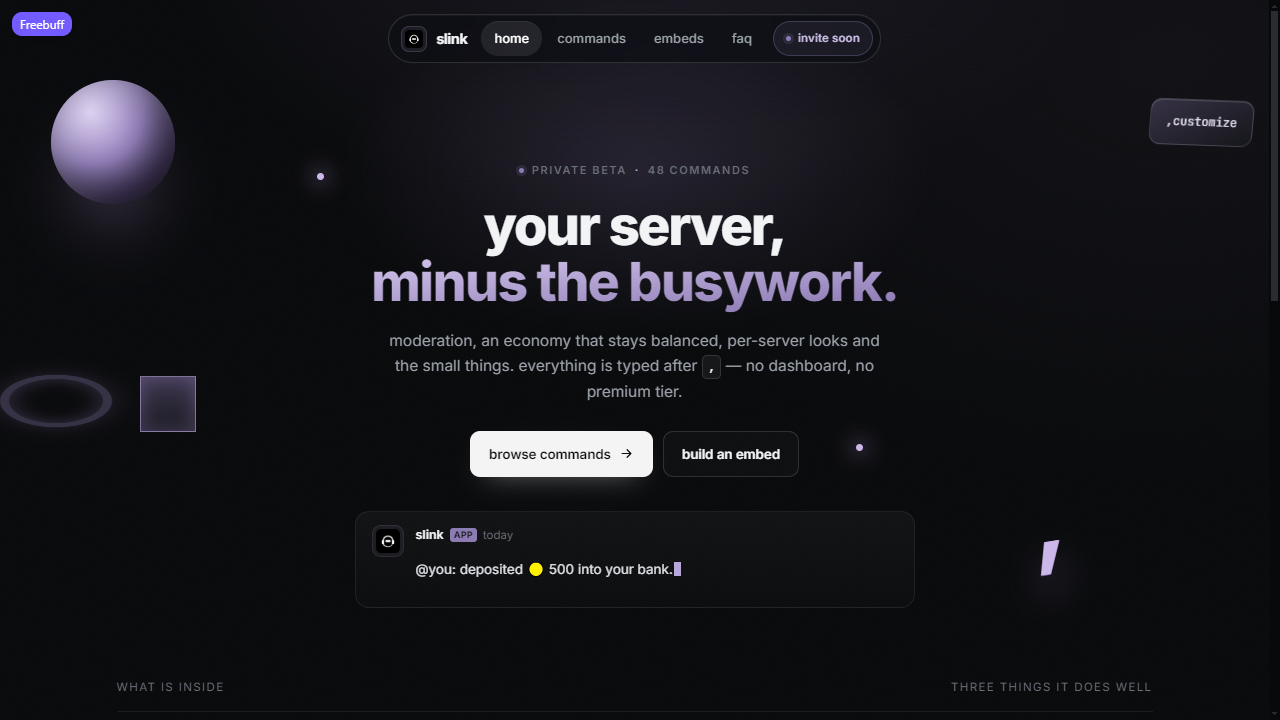 Freebuff
slink home commands embeds faq invite soon
,customize
PRIVATE BETA · 48 COMMANDS
your server,
minus the busywork.
moderation, an economy that stays balanced, per-server looks and
the small things. everything is typed after , — no dashboard, no
premium tier.
browse commands →
build an embed
slink APP today
@you: deposited 500 into your bank.
,
WHAT IS INSIDE
THREE THINGS IT DOES WELL